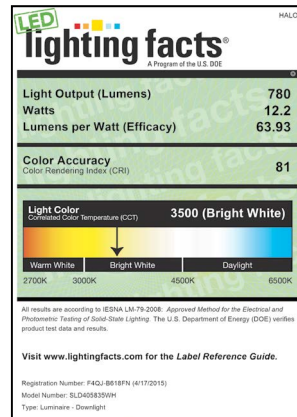 HALO
LED
lighting facts®
A Program of the U.S. DOE
Light Output (Lumens) 780
Watts 12.2
Lumens per Watt (Efficacy) 63.93
Color Accuracy
Color Rendering Index (CRI) 81
Light Color
Correlated Color Temperature (CCT) 3500 (Bright White)
Warm White Bright White Daylight
2700K 3000K 4500K 6500K
All results are according to IESNA LM-79-2008: Approved Method for the Electrical and
Photometric Testing of Solid-State Lighting. The U.S. Department of Energy (DOE) verifies
product test data and results.
Visit www.lightingfacts.com for the Label Reference Guide.
Registration Number: F4QJ-B618FN (4/17/2015)
Model Number: SLD405835WH
Type: Luminaire - Downlight